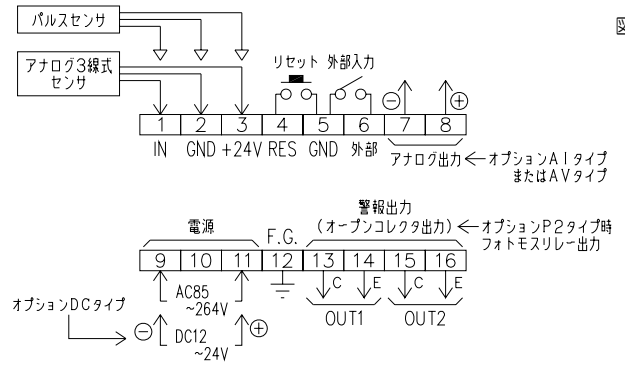 図
パルスセンサ
アナログ3線式
センサ
リセット 外部入力
⊖ ⊕
1 2 3 4 5 6 7 8
IN GND +24V RES GND 外部
アナログ出力 オプションAIタイプ
またはAVタイプ
警報出力
電源 F.G. (オープンコレクタ出力) オプションP2タイプ時
フォトモスリレー出力
9 10 11 12 13 14 15 16
AC85 C E C E
~264V
OUT1 OUT2
オプションDCタイプ
⊖ DC12 ⊕
~24V